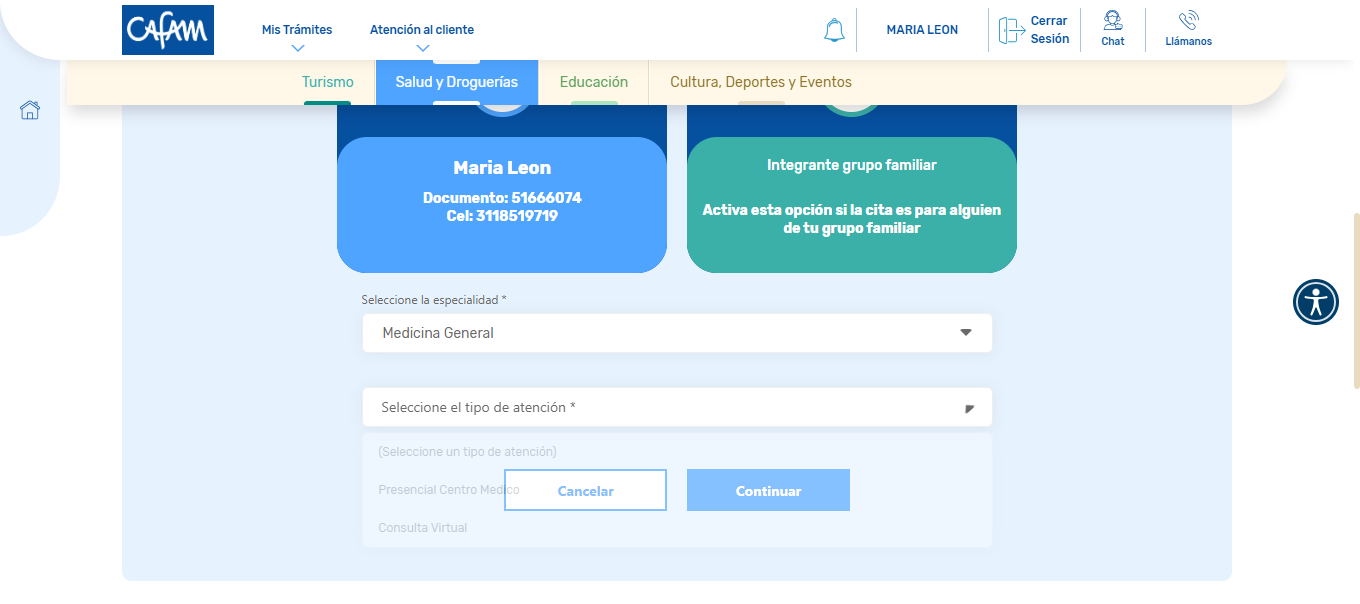 CAFAM
Mis Trámites
Atención al cliente
MARIA LEON
Cerrar
Sesión
Chat
Llámanos
Turismo
Salud y Droguerías
Educación
Cultura, Deportes y Eventos
Maria Leon
Documento: 51666074
Cel: 3118519719
Integrante grupo familiar
Activa esta opción si la cita es para alguien
de tu grupo familiar
Seleccione la especialidad *
Medicina General
Seleccione el tipo de atención *
(Seleccione un tipo de atención)
Presencial Centro Medico
Cancelar
Continuar
Consulta Virtual